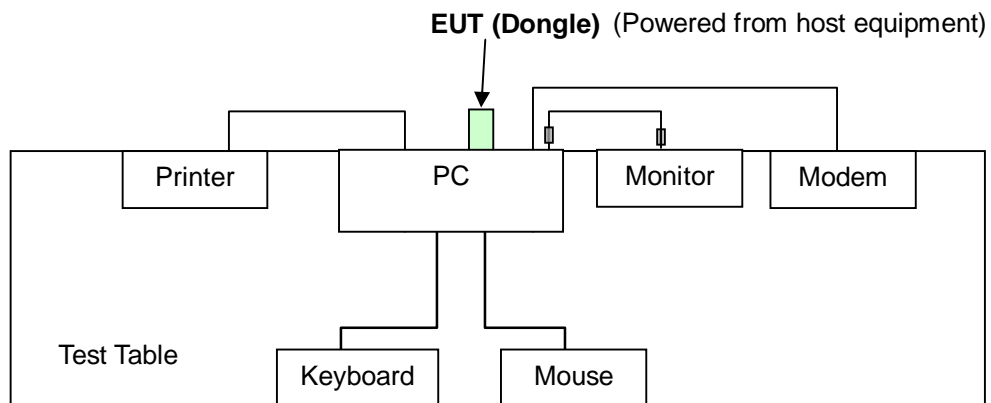 EUT (Dongle) (Powered from host equipment)
Printer
PC
Monitor
Modem
Test Table
Keyboard
Mouse